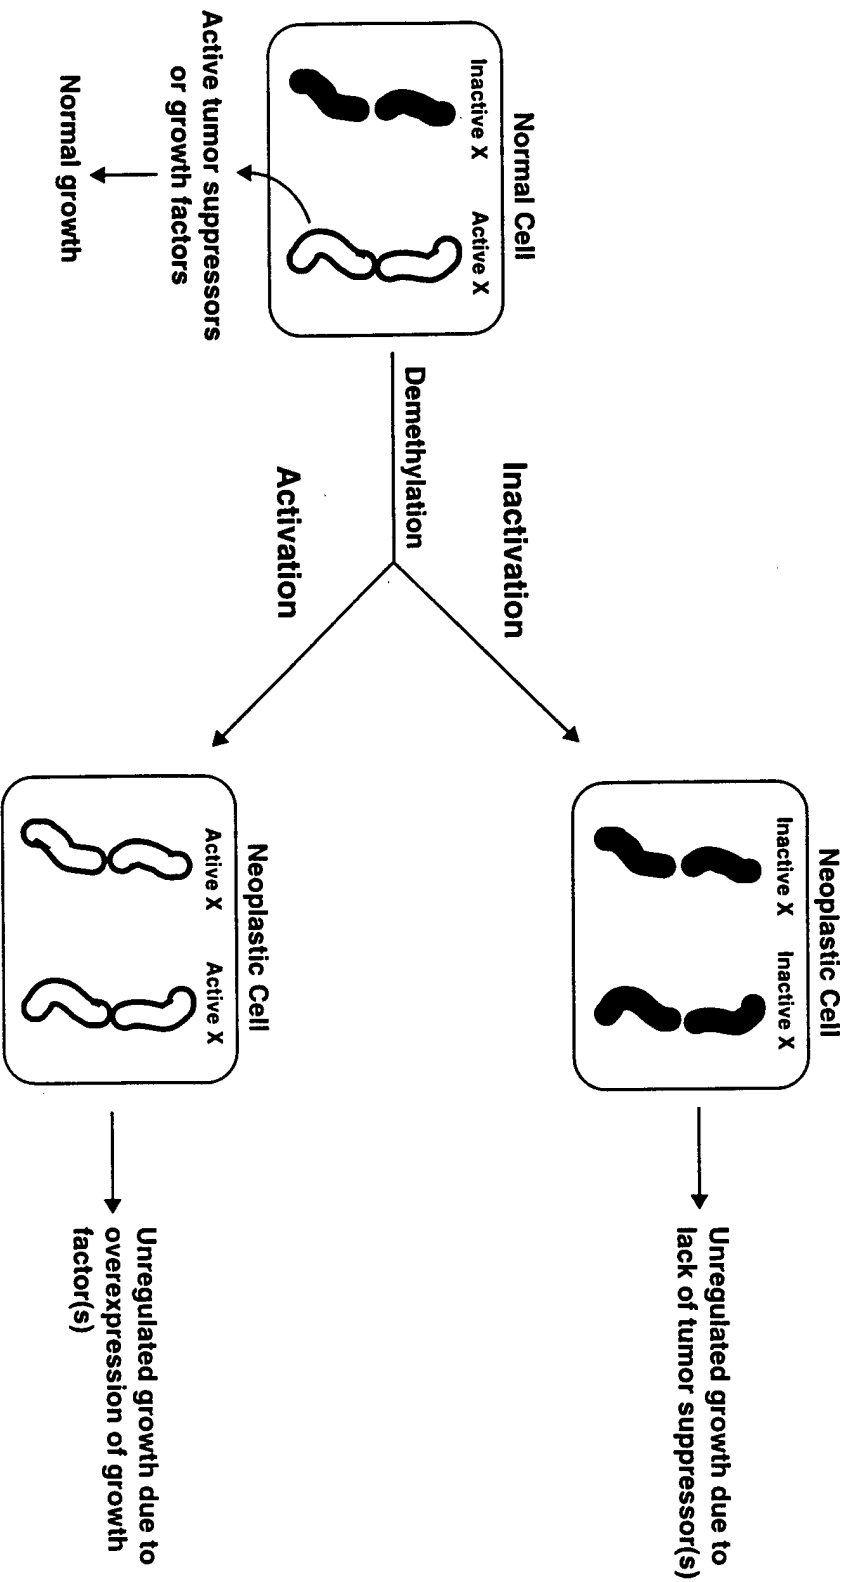 Normal Cell
Inactive X
Active X
Active tumor suppressors
or growth factors
Normal growth
Demethylation
Inactivation
Activation
Neoplastic Cell
Inactive X
Inactive X
Unregulated growth due to
lack of tumor suppressor(s)
Neoplastic Cell
Active X
Active X
Unregulated growth due to
overexpression of growth
factor(s)